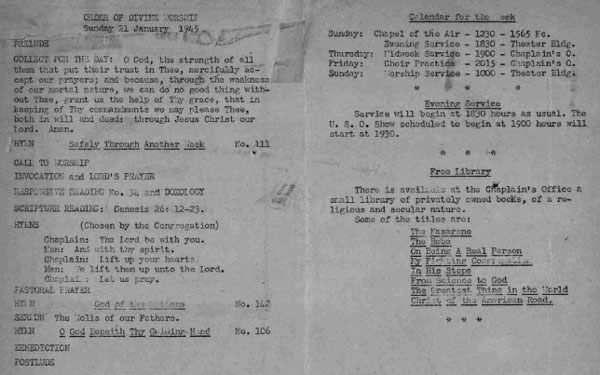 ORDER OF DIVINE WORSHIP
Sunday 21 January 1945
PRELUDE
COLLECT FOR THE DAY: O God, the strength of all
them that put their trust in Thee, mercifully ac-
cept our prayers; and because, through the weakness
of our mortal nature, we can do no good thing with-
out Thee, grant us the help of Thy grace, that in
keeping of Thy commandments we may please Thee,
both in will and deed; through Jesus Christ our
lord. Amen.
HYMN Safely Through Another Week No. 111
CALL TO WORSHIP
INVOCATION and LORD'S PRAYER
RESPONSIVE READING No. 34 and DOXOLOGY
SCRIPTURE READING: Genesis 26: 12-23.
HYMNS (Chosen by the Congregation)
Chaplain: The Lord be with you.
Men: And with thy spirit.
Chaplain: Lift up your hearts.
Men: We lift them up unto the Lord.
Chaplain: Let us pray.
PASTORAL PRAYER
HYMN God of the Nations No. 142
SERMON The Wells of our Fathers.
HYMN O God Beneith Thy Guiding Hand No. 106
BENEDICTION
POSTLUDE
Calendar for the Week
Sunday: Chapel of the Air - 1230 - 1565 Kc.
Evening Service - 1830 - Theater Bldg.
Thursday: Midweek Service - 1900 - Chaplain's O.
Friday: Choir Practice - 2015 - Chaplain's O.
Sunday: Worship Service - 1000 - Theater Bldg.
* * *
Evening Service
Service will begin at 1830 hours as usual. The
U. S. O. Show scheduled to begin at 1900 hours will
start at 1930.
* * *
Free Library
There is available at the Chaplain's Office a
small library of privately owned books, of a re-
ligious and secular nature.
Some of the titles are:
The Nazarene
The Robe
On Being A Real Person
My Fighting Congregation
In His Steps
From Science to God
The Greatest Thing in the World
Christ of the American Road.
* * *